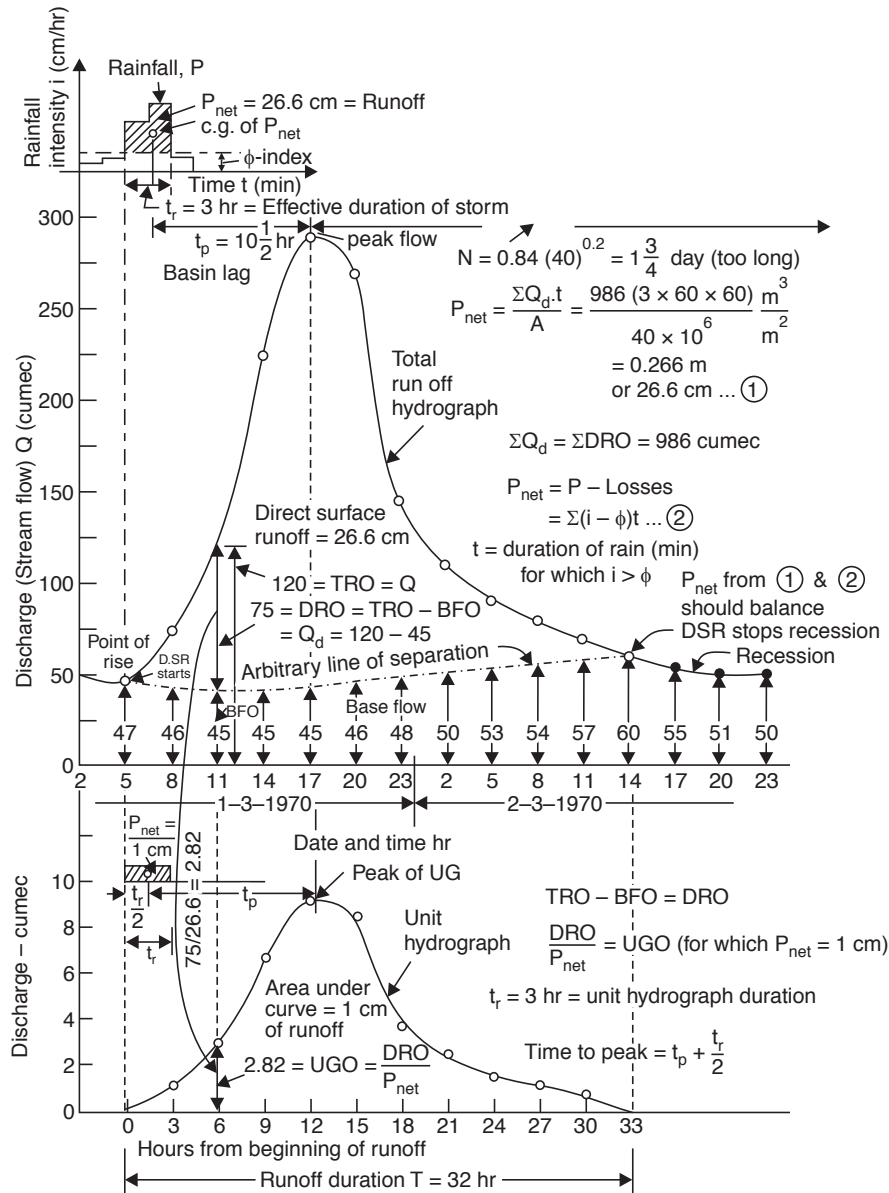 Rainfall intensity i (cm/hr)
Rainfall, P
P_net = 26.6 cm = Runoff
c.g. of P_net
ϕ-index
Time t (min)
t_r = 3 hr = Effective duration of storm
t_p = 10 1/2 hr
Basin lag
peak flow
N = 0.84 (40)^0.2 = 1 3/4 day (too long)
P_net = ΣQ_d.t / A = 986 (3 × 60 × 60) / 40 × 10^6 m^3/m^2
= 0.266 m
or 26.6 cm ... ①
Total
run off
hydrograph
ΣQ_d = ΣDRO = 986 cumec
P_net = P – Losses
= Σ(i – ϕ)t ... ②
t = duration of rain (min)
for which i > ϕ
P_net from ① & ②
should balance
DSR stops recession
Recession
Direct surface
runoff = 26.6 cm
120 = TRO = Q
75 = DRO = TRO – BFO
= Q_d = 120 – 45
Point of
rise
D.SR
starts
Arbitrary line of separation
BFO
Base flow
Discharge (Stream flow) Q (cumec)
300
250
200
150
100
50
0
47 46 45 45 45 46 48 50 53 54 57 60 55 51 50
2 5 8 11 14 17 20 23 2 5 8 11 14 17 20 23
1–3–1970 2–3–1970
Date and time hr
P_net =
1 cm
t_r/2
t_p
t_r
75/26.6 = 2.82
Peak of UG
Unit
hydrograph
TRO – BFO = DRO
DRO/P_net = UGO (for which P_net = 1 cm)
t_r = 3 hr = unit hydrograph duration
Area under
curve = 1 cm
of runoff
2.82 = UGO = DRO/P_net
Time to peak = t_p + t_r/2
Discharge – cumec
10
8
6
4
2
0
0 3 6 9 12 15 18 21 24 27 30 33
Hours from beginning of runoff
Runoff duration T = 32 hr